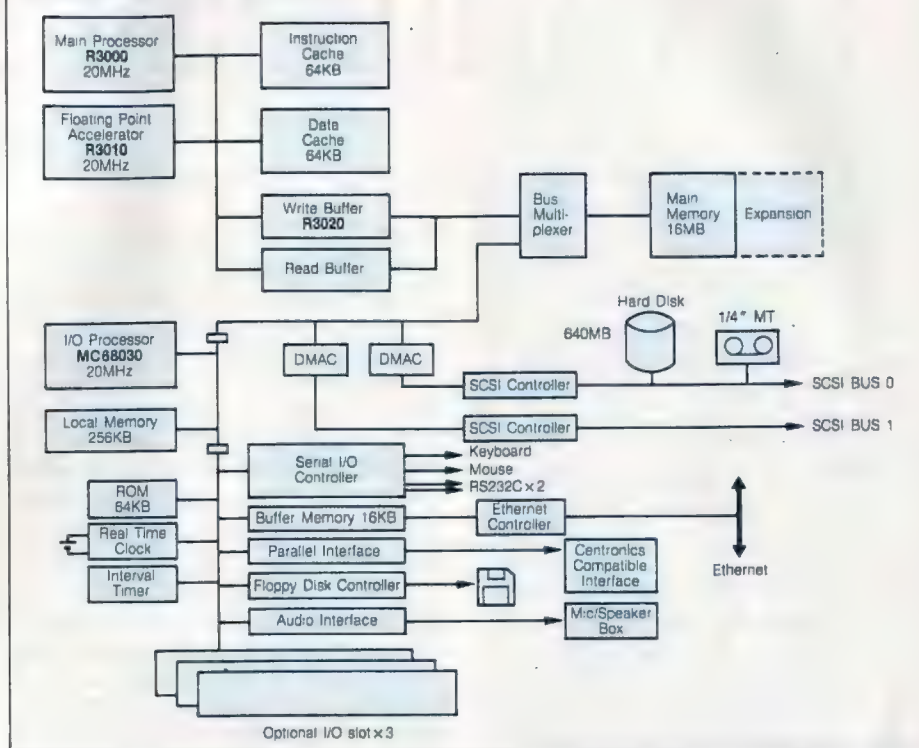 Main Processor
R3000
20MHz
Instruction
Cache
64KB
Floating Point
Accelerator
R3010
20MHz
Data
Cache
64KB
Write Buffer
R3020
Read Buffer
Bus
Multi-
plexer
Main
Memory
16MB
Expansion
I/O Processor
MC68030
20MHz
DMAC
DMAC
Hard Disk
640MB
1/4" MT
SCSI Controller
SCSI BUS 0
SCSI Controller
SCSI BUS 1
Local Memory
256KB
Serial I/O
Controller
Keyboard
Mouse
RS232C×2
ROM
64KB
Buffer Memory 16KB
Ethernet
Controller
Real Time
Clock
Parallel Interface
Centronics
Compatible
Interface
Ethernet
Interval
Timer
Floppy Disk Controller
Audio Interface
Mic/Speaker
Box
Optional I/O slot×3